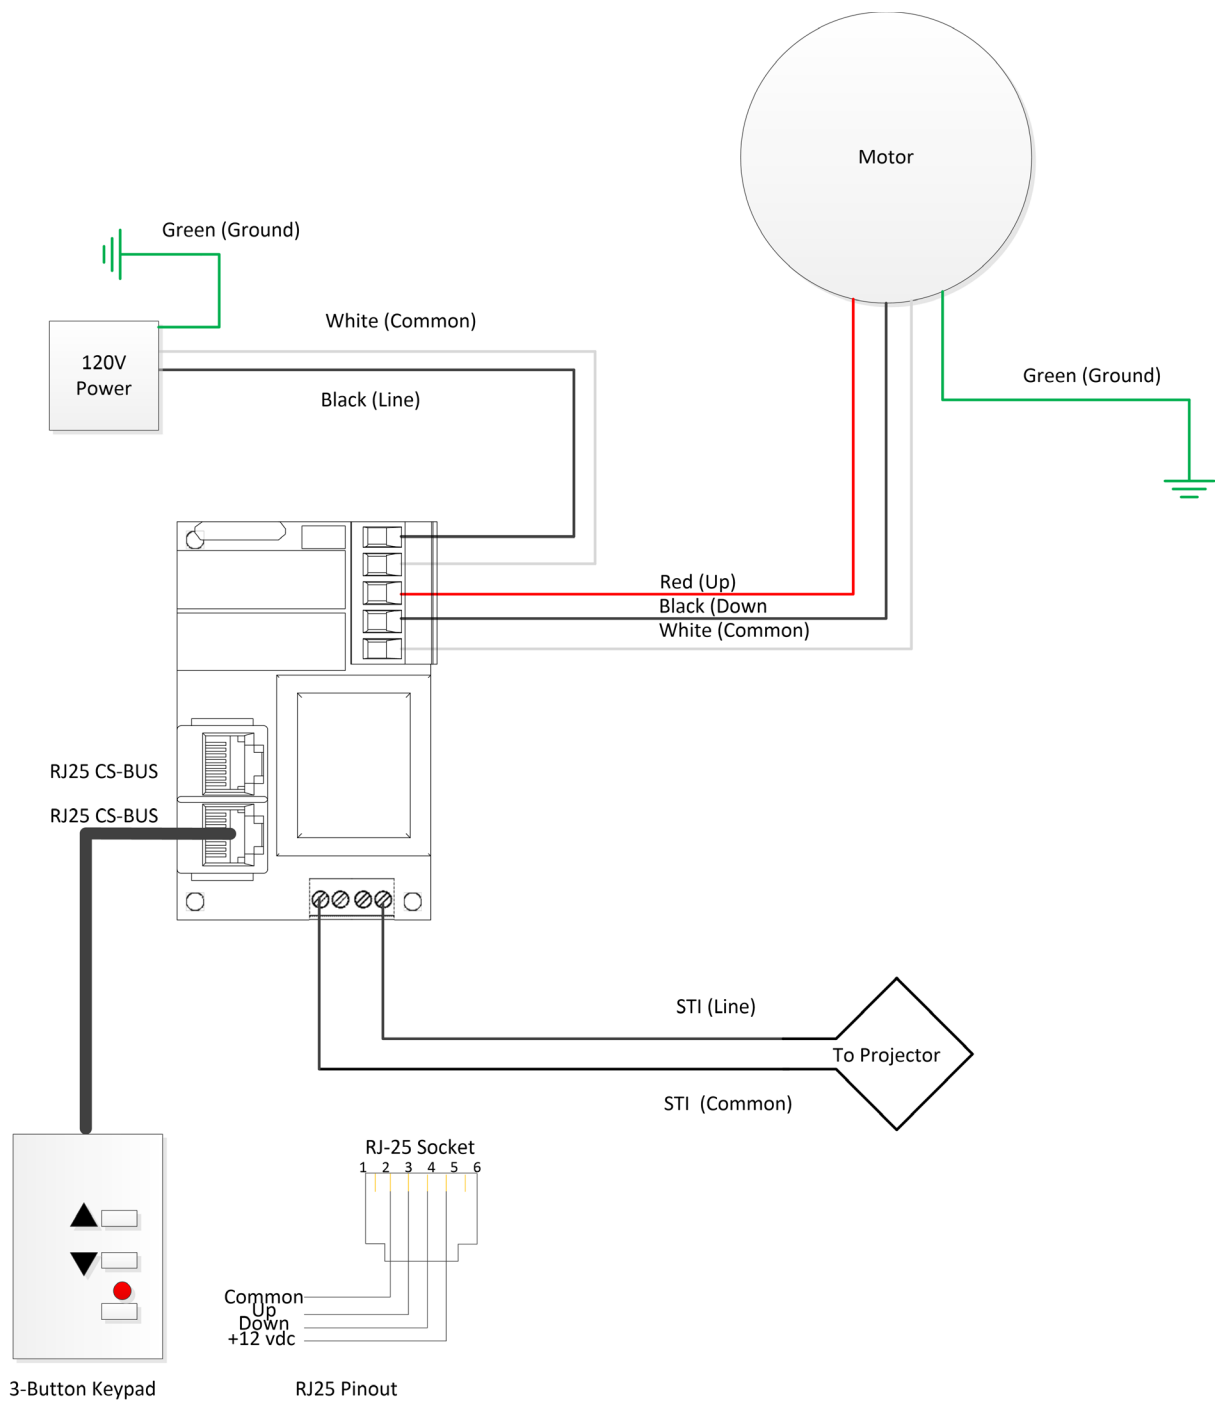 Motor
Green (Ground)
White (Common)
120V
Power
Black (Line)
Green (Ground)
Red (Up)
Black (Down
White (Common)
RJ25 CS-BUS
RJ25 CS-BUS
STI (Line)
To Projector
STI  (Common)
RJ-25 Socket
1 2 3 4 5 6
Common
Up
Down
+12 vdc
3-Button Keypad
RJ25 Pinout